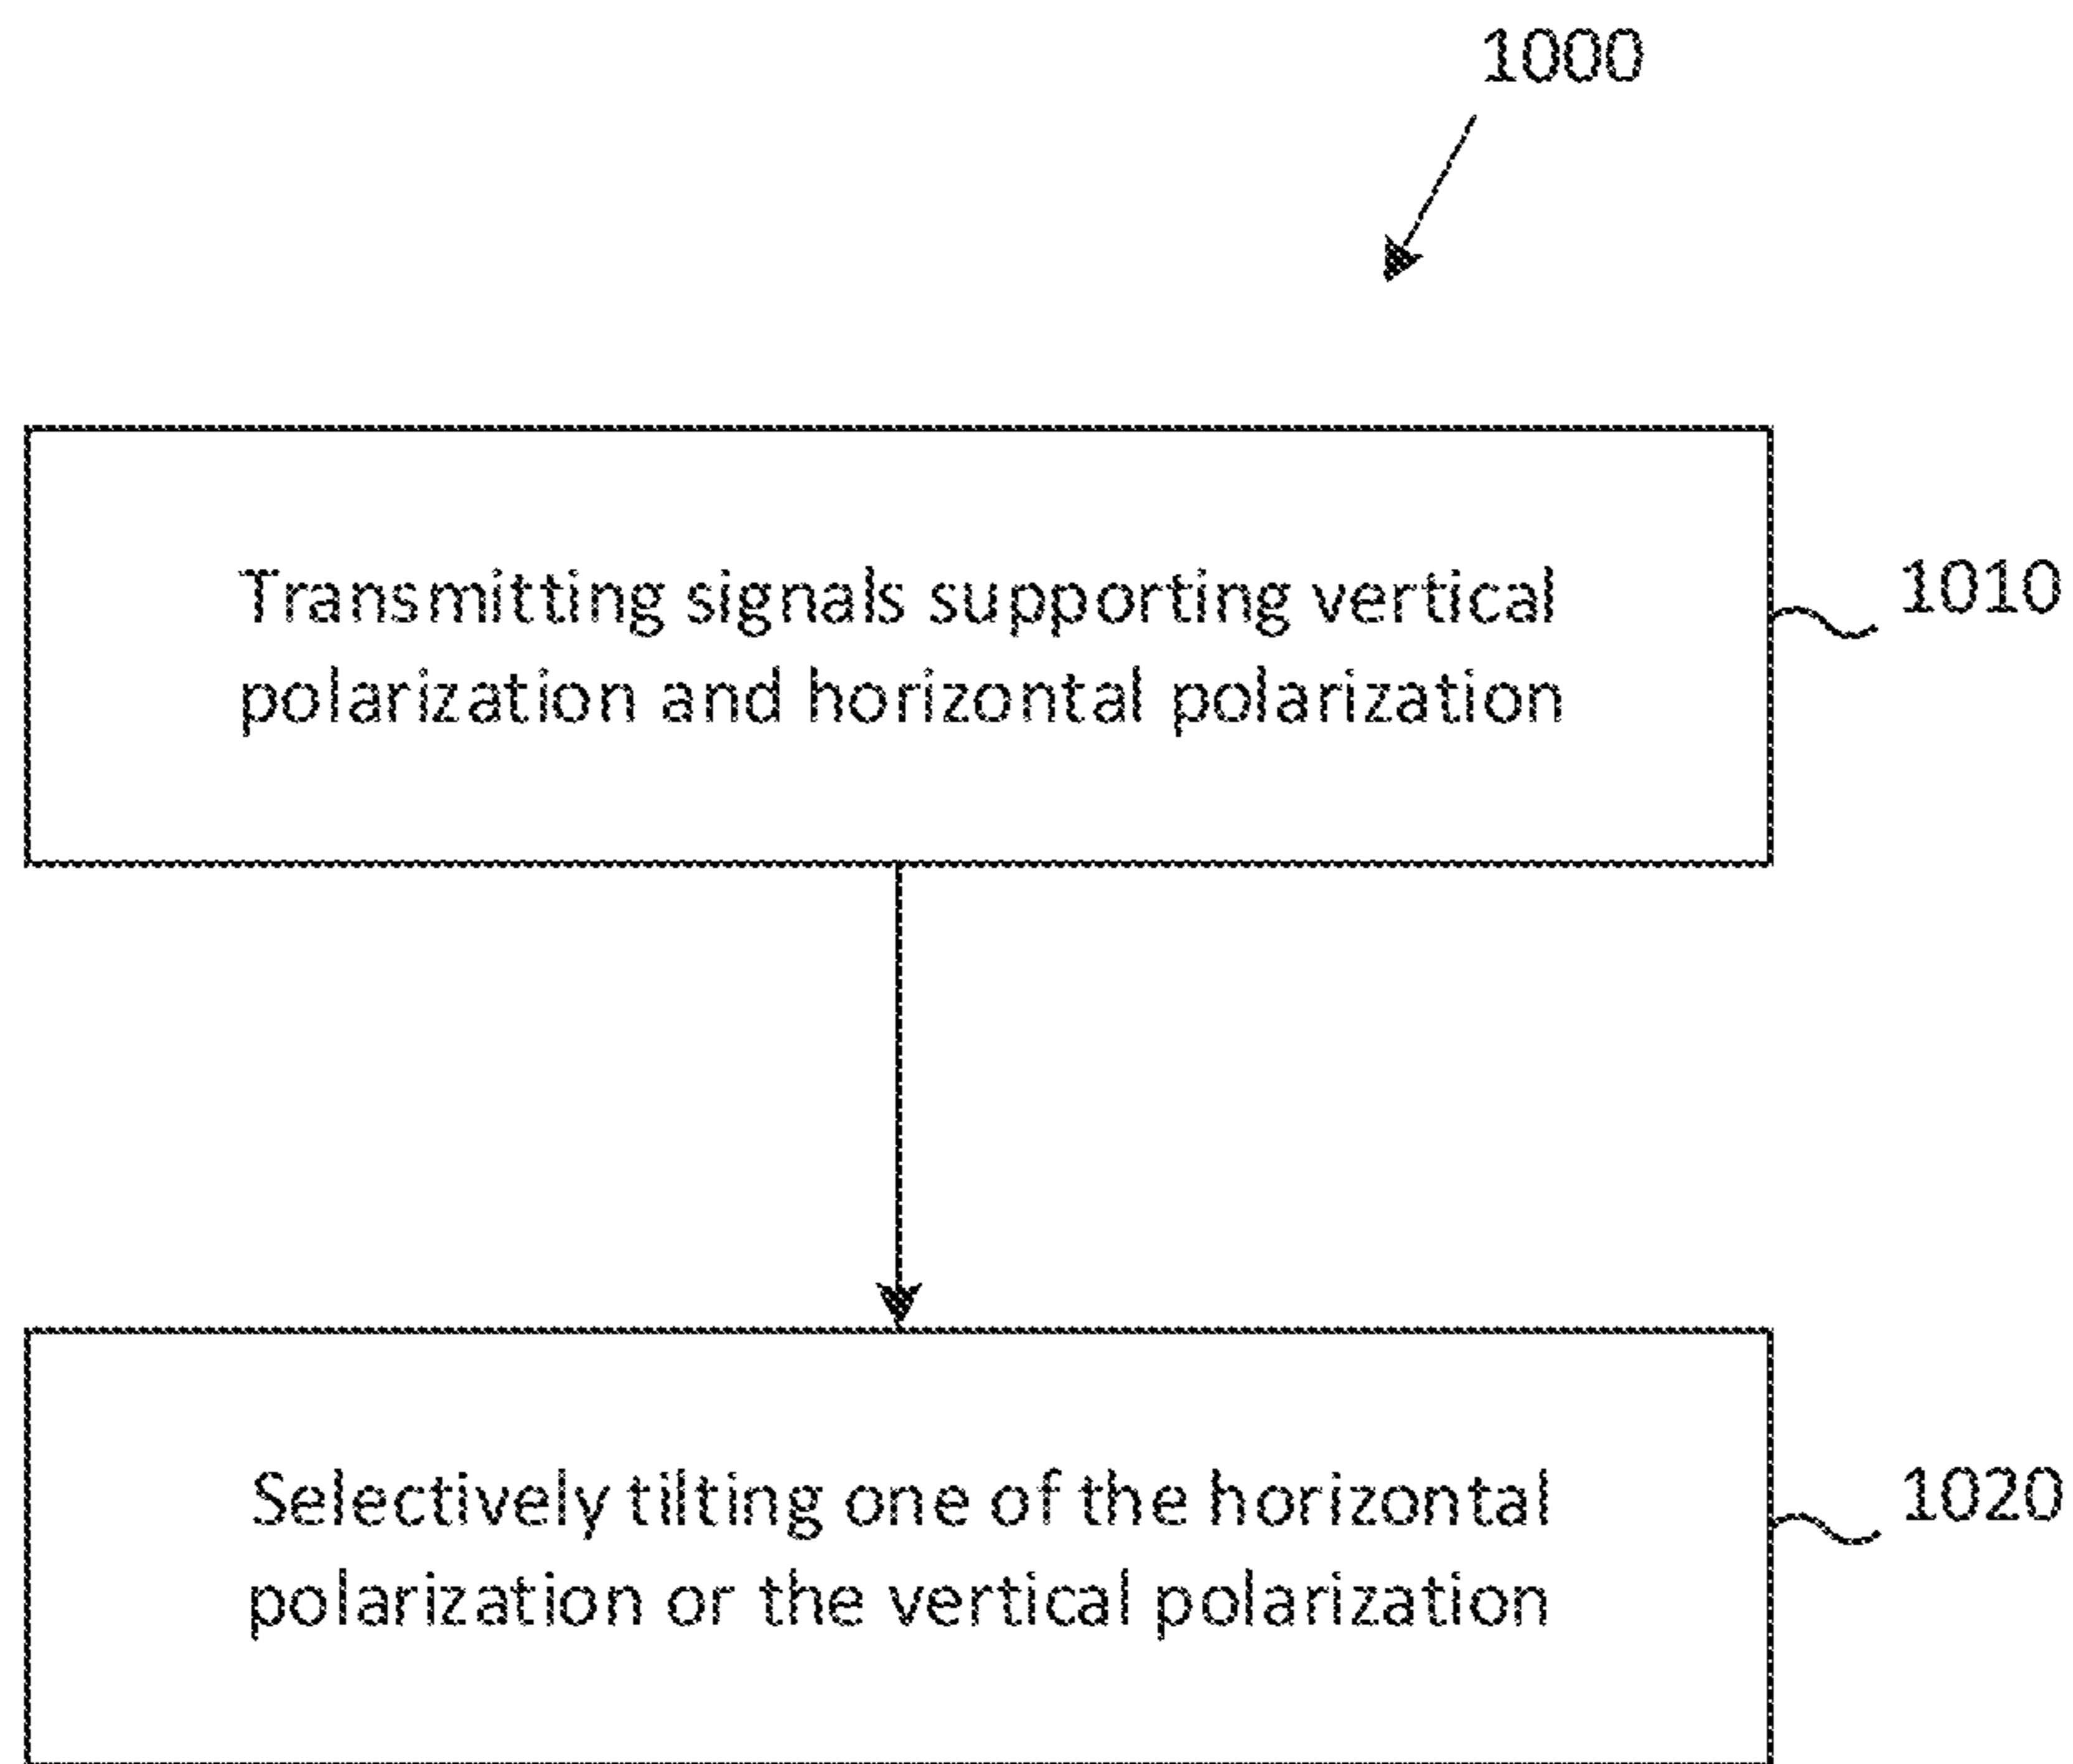 1000
Transmitting signals supporting vertical
polarization and horizontal polarization
1010
Selectively tilting one of the horizontal
polarization or the vertical polarization
1020